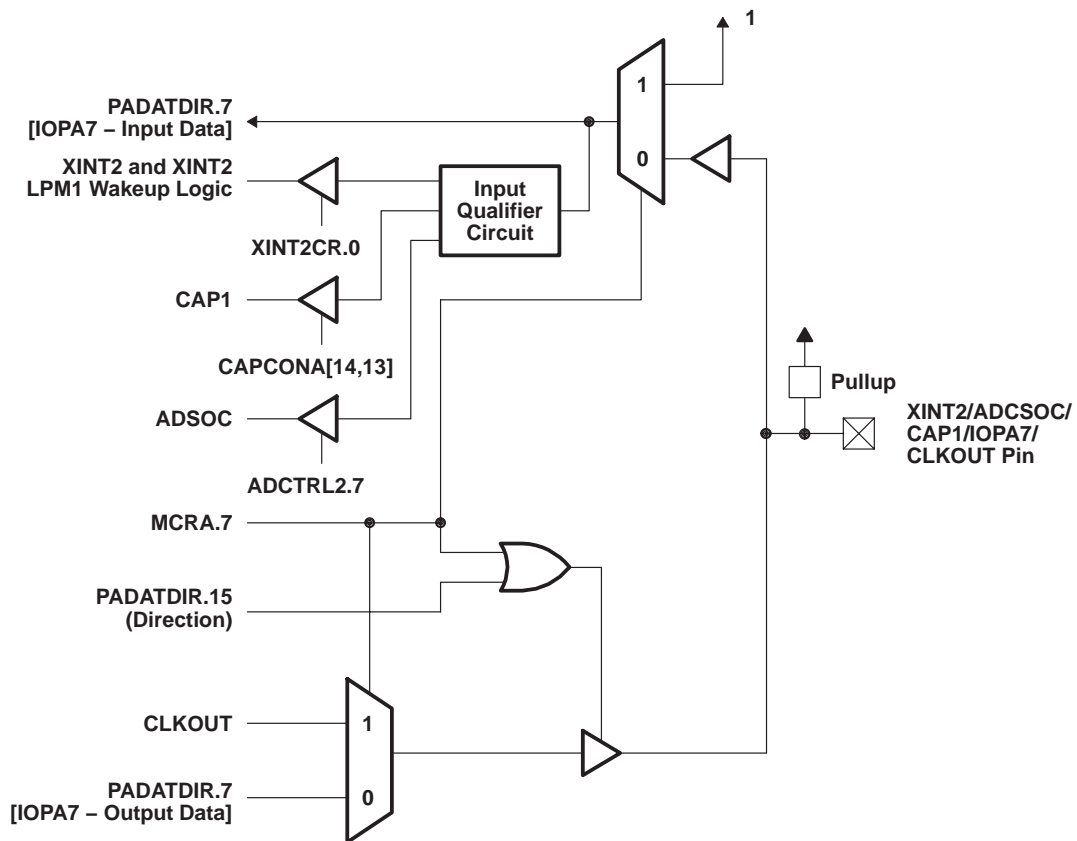 1
1
PADATDIR.7
[IOPA7 – Input Data]
0
XINT2 and XINT2
LPM1 Wakeup Logic
Input
Qualifier
Circuit
XINT2CR.0
CAP1
CAPCONA[14,13]
Pullup
ADSOC
XINT2/ADCSOC/
CAP1/IOPA7/
CLKOUT Pin
ADCTRL2.7
MCRA.7
PADATDIR.15
(Direction)
CLKOUT
1
PADATDIR.7
[IOPA7 – Output Data]
0